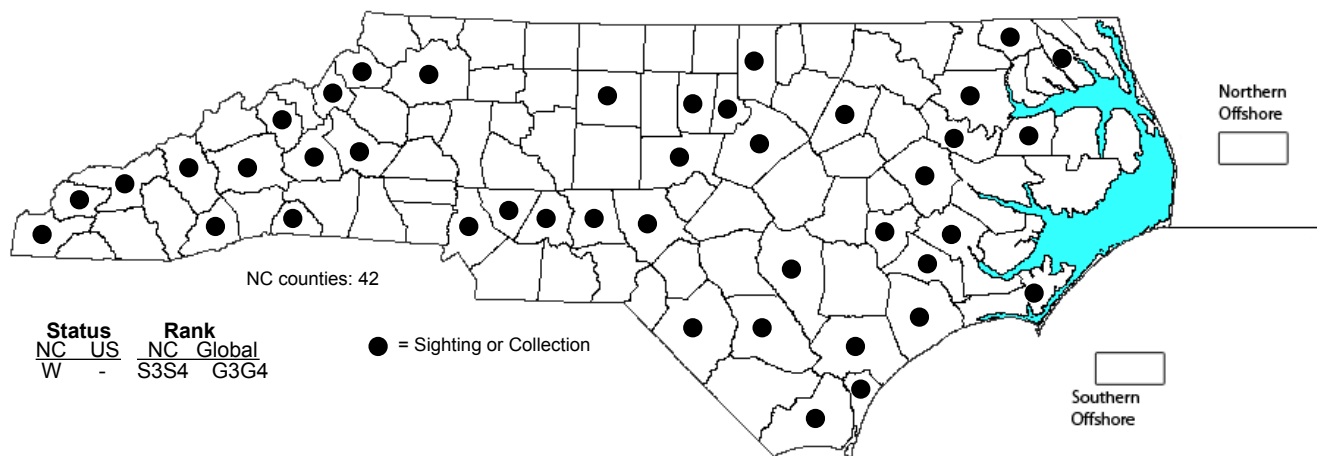 Northern
Offshore
NC counties: 42
Status Rank
NC US NC Global
W - S3S4 G3G4
= Sighting or Collection
Southern
Offshore